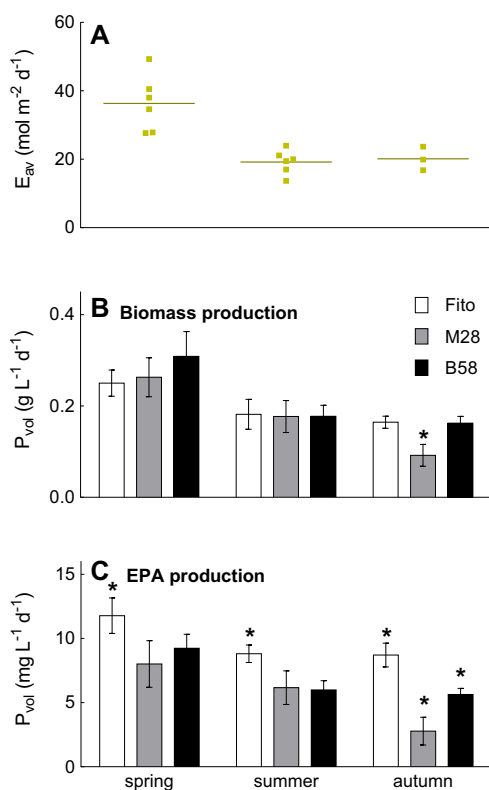 A
60
40
20
0
E_av (mol m⁻² d⁻¹)
B Biomass production
Fito
M28
B58
0.4
0.2
0.0
P_vol (g L⁻¹ d⁻¹)
*
C EPA production
15
10
5
0
P_vol (mg L⁻¹ d⁻¹)
*
*
*
*
*
spring summer autumn